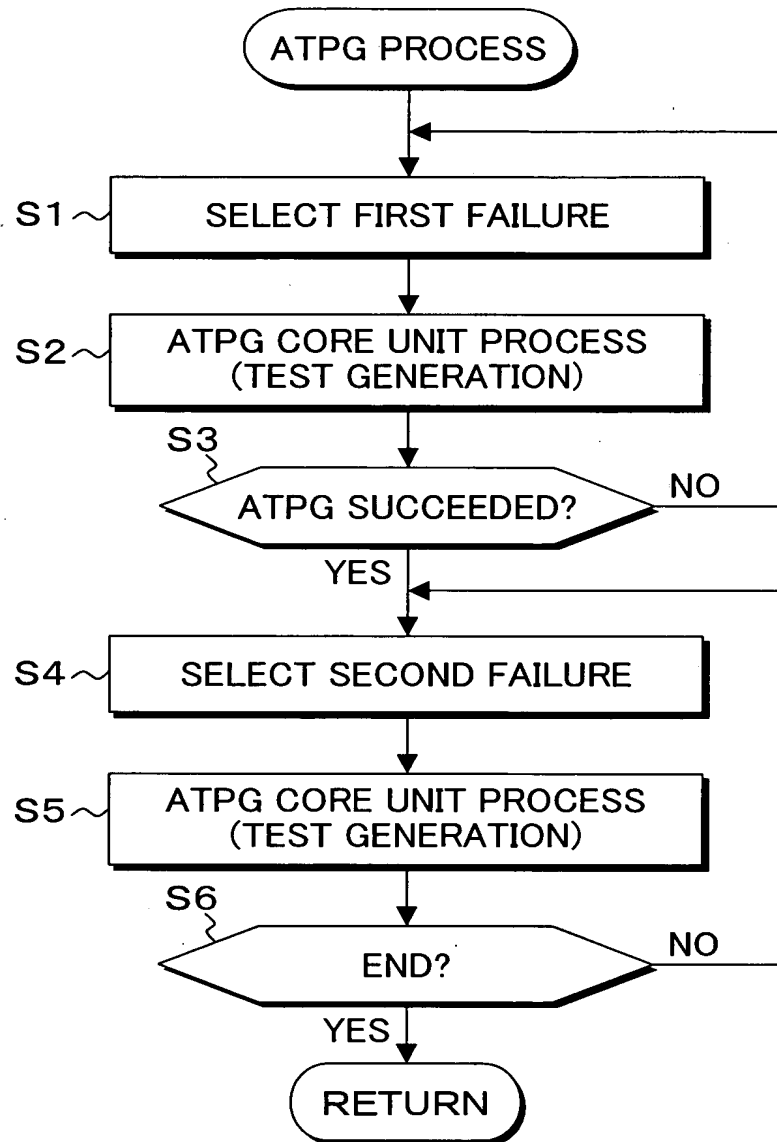 ATPG PROCESS
S1
SELECT FIRST FAILURE
S2
ATPG CORE UNIT PROCESS
(TEST GENERATION)
S3
ATPG SUCCEEDED?
NO
YES
S4
SELECT SECOND FAILURE
S5
ATPG CORE UNIT PROCESS
(TEST GENERATION)
S6
END?
NO
YES
RETURN